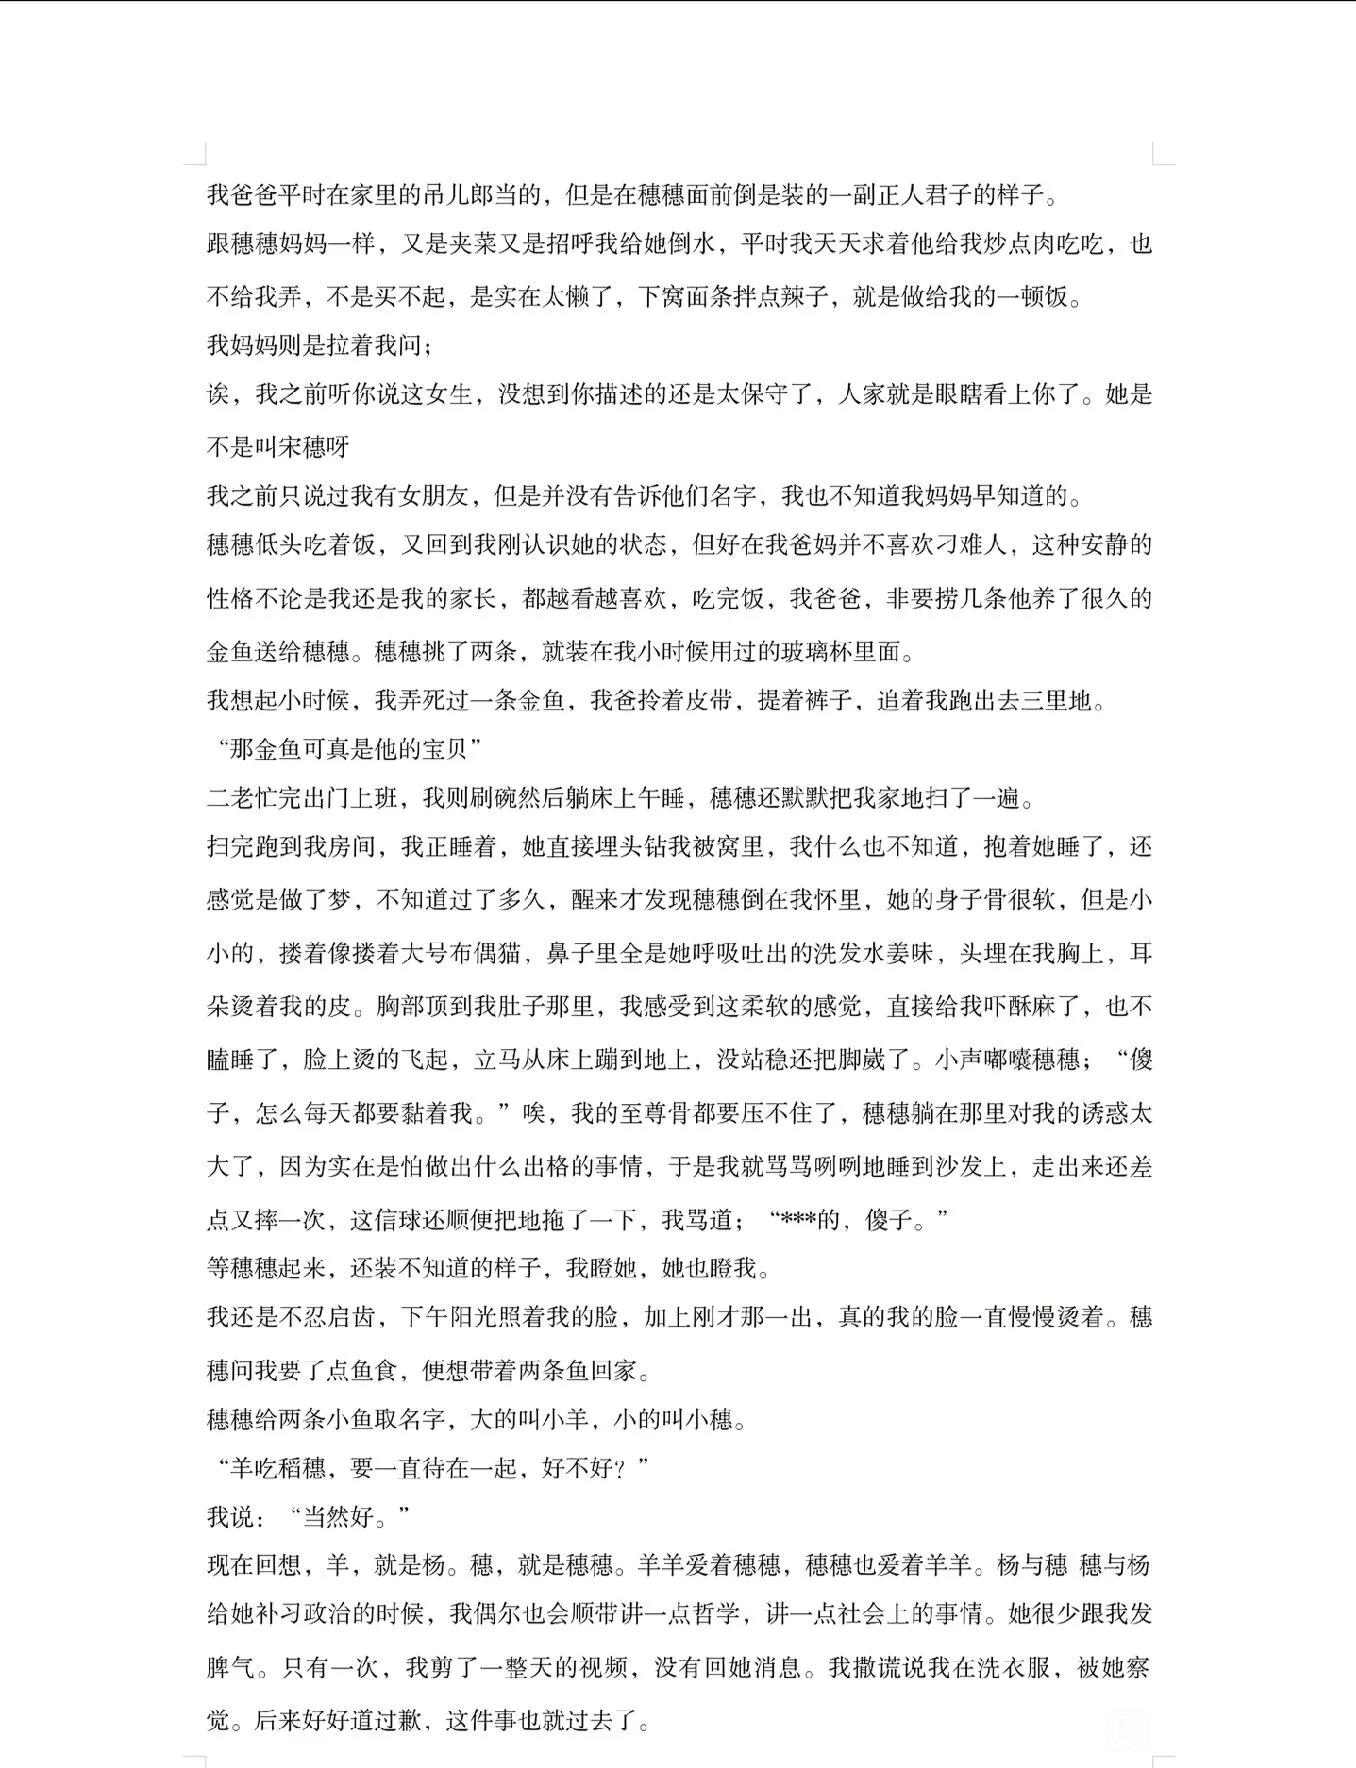 我爸爸平时在家里的吊儿郎当的，但是在穗穗面前倒是装的一副正人君子的样子。
跟穗穗妈妈一样，又是夹菜又是招呼我给她倒水，平时我天天求着他给我炒点肉吃吃，也
不给我弄，不是买不起，是实在太懒了，下窝面条拌点辣子，就是做给我的一顿饭。
我妈妈则是拉着我问；
诶，我之前听你说这女生，没想到你描述的还是太保守了，人家就是眼瞎看上你了。她是
不是叫宋穗呀
我之前只说过我有女朋友，但是并没有告诉他们名字，我也不知道我妈妈早知道的。
穗穗低头吃着饭，又回到我刚认识她的状态，但好在我爸妈并不喜欢刁难人，这种安静的
性格不论是我还是我的家长，都越看越喜欢，吃完饭，我爸爸，非要捞几条他养了很久的
金鱼送给穗穗。穗穗挑了两条，就装在我小时候用过的玻璃杯里面。
我想起小时候，我弄死过一条金鱼，我爸拎着皮带，提着裤子，追着我跑出去三里地。
“那金鱼可真是他的宝贝”
二老忙完出门上班，我则刷碗然后躺床上午睡，穗穗还默默把我家地扫了一遍。
扫完跑到我房间，我正睡着，她直接埋头钻我被窝里，我什么也不知道，抱着她睡了，还
感觉是做了梦，不知道过了多久，醒来才发现穗穗倒在我怀里，她的身子骨很软，但是小
小的，搂着像搂着大号布偶猫，鼻子里全是她呼吸吐出的洗发水姜味，头埋在我胸上，耳
朵烫着我的皮。胸部顶到我肚子那里，我感受到这柔软的感觉，直接给我吓酥麻了，也不
瞌睡了，脸上烫的飞起，立马从床上蹦到地上，没站稳还把脚崴了。小声嘟囔穗穗；“傻
子，怎么每天都要黏着我。”唉，我的至尊骨都要压不住了，穗穗躺在那里对我的诱惑太
大了，因为实在是怕做出什么出格的事情，于是我就骂骂咧咧地睡到沙发上，走出来还差
点又摔一次，这信球还顺便把地拖了一下，我骂道；“***的，傻子。”
等穗穗起来，还装不知道的样子，我瞪她，她也瞪我。
我还是不忍启齿，下午阳光照着我的脸，加上刚才那一出，真的我的脸一直慢慢烫着。穗
穗问我要了点鱼食，便想带着两条鱼回家。
穗穗给两条小鱼取名字，大的叫小羊，小的叫小穗。
“羊吃稻穗，要一直待在一起，好不好？”
我说：“当然好。”
现在回想，羊，就是杨。穗，就是穗穗。羊羊爱着穗穗，穗穗也爱着羊羊。杨与穗 穗与杨
给她补习政治的时候，我偶尔也会顺带讲一点哲学，讲一点社会上的事情。她很少跟我发
脾气。只有一次，我剪了一整天的视频，没有回她消息。我撒谎说我在洗衣服，被她察
觉。后来好好道过歉，这件事也就过去了。